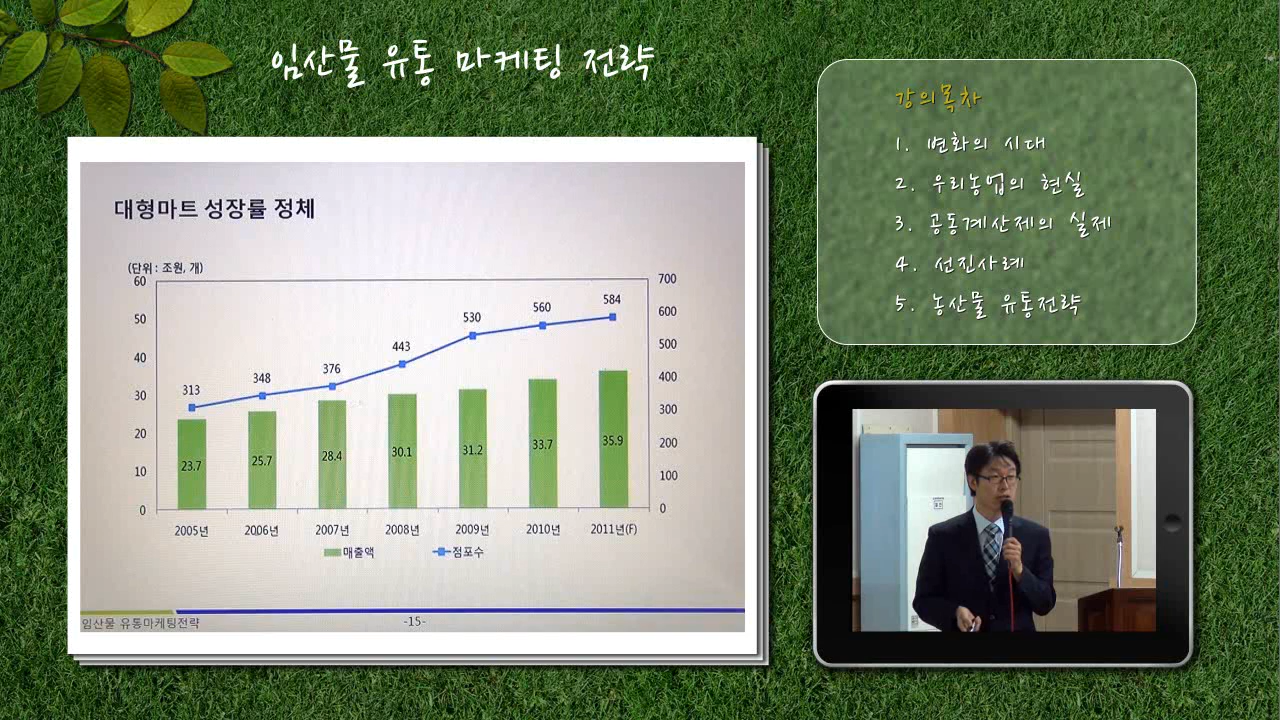 임산물 유통 마케팅 전략
강의목차
1. 변화의 시대
2. 우리농업의 현실
3. 공동계산제의 실제
4. 선진사례
5. 농산물 유통전략
대형마트 성장률 정체
(단위 : 조원, 개)
60
50
40
30
20
10
0
700
600
500
400
300
200
100
0
313
348
376
443
530
560
584
23.7
25.7
28.4
30.1
31.2
33.7
35.9
2005년 2006년 2007년 2008년 2009년 2010년 2011년(F)
매출액 점포수
임산물 유통마케팅전략 -15-